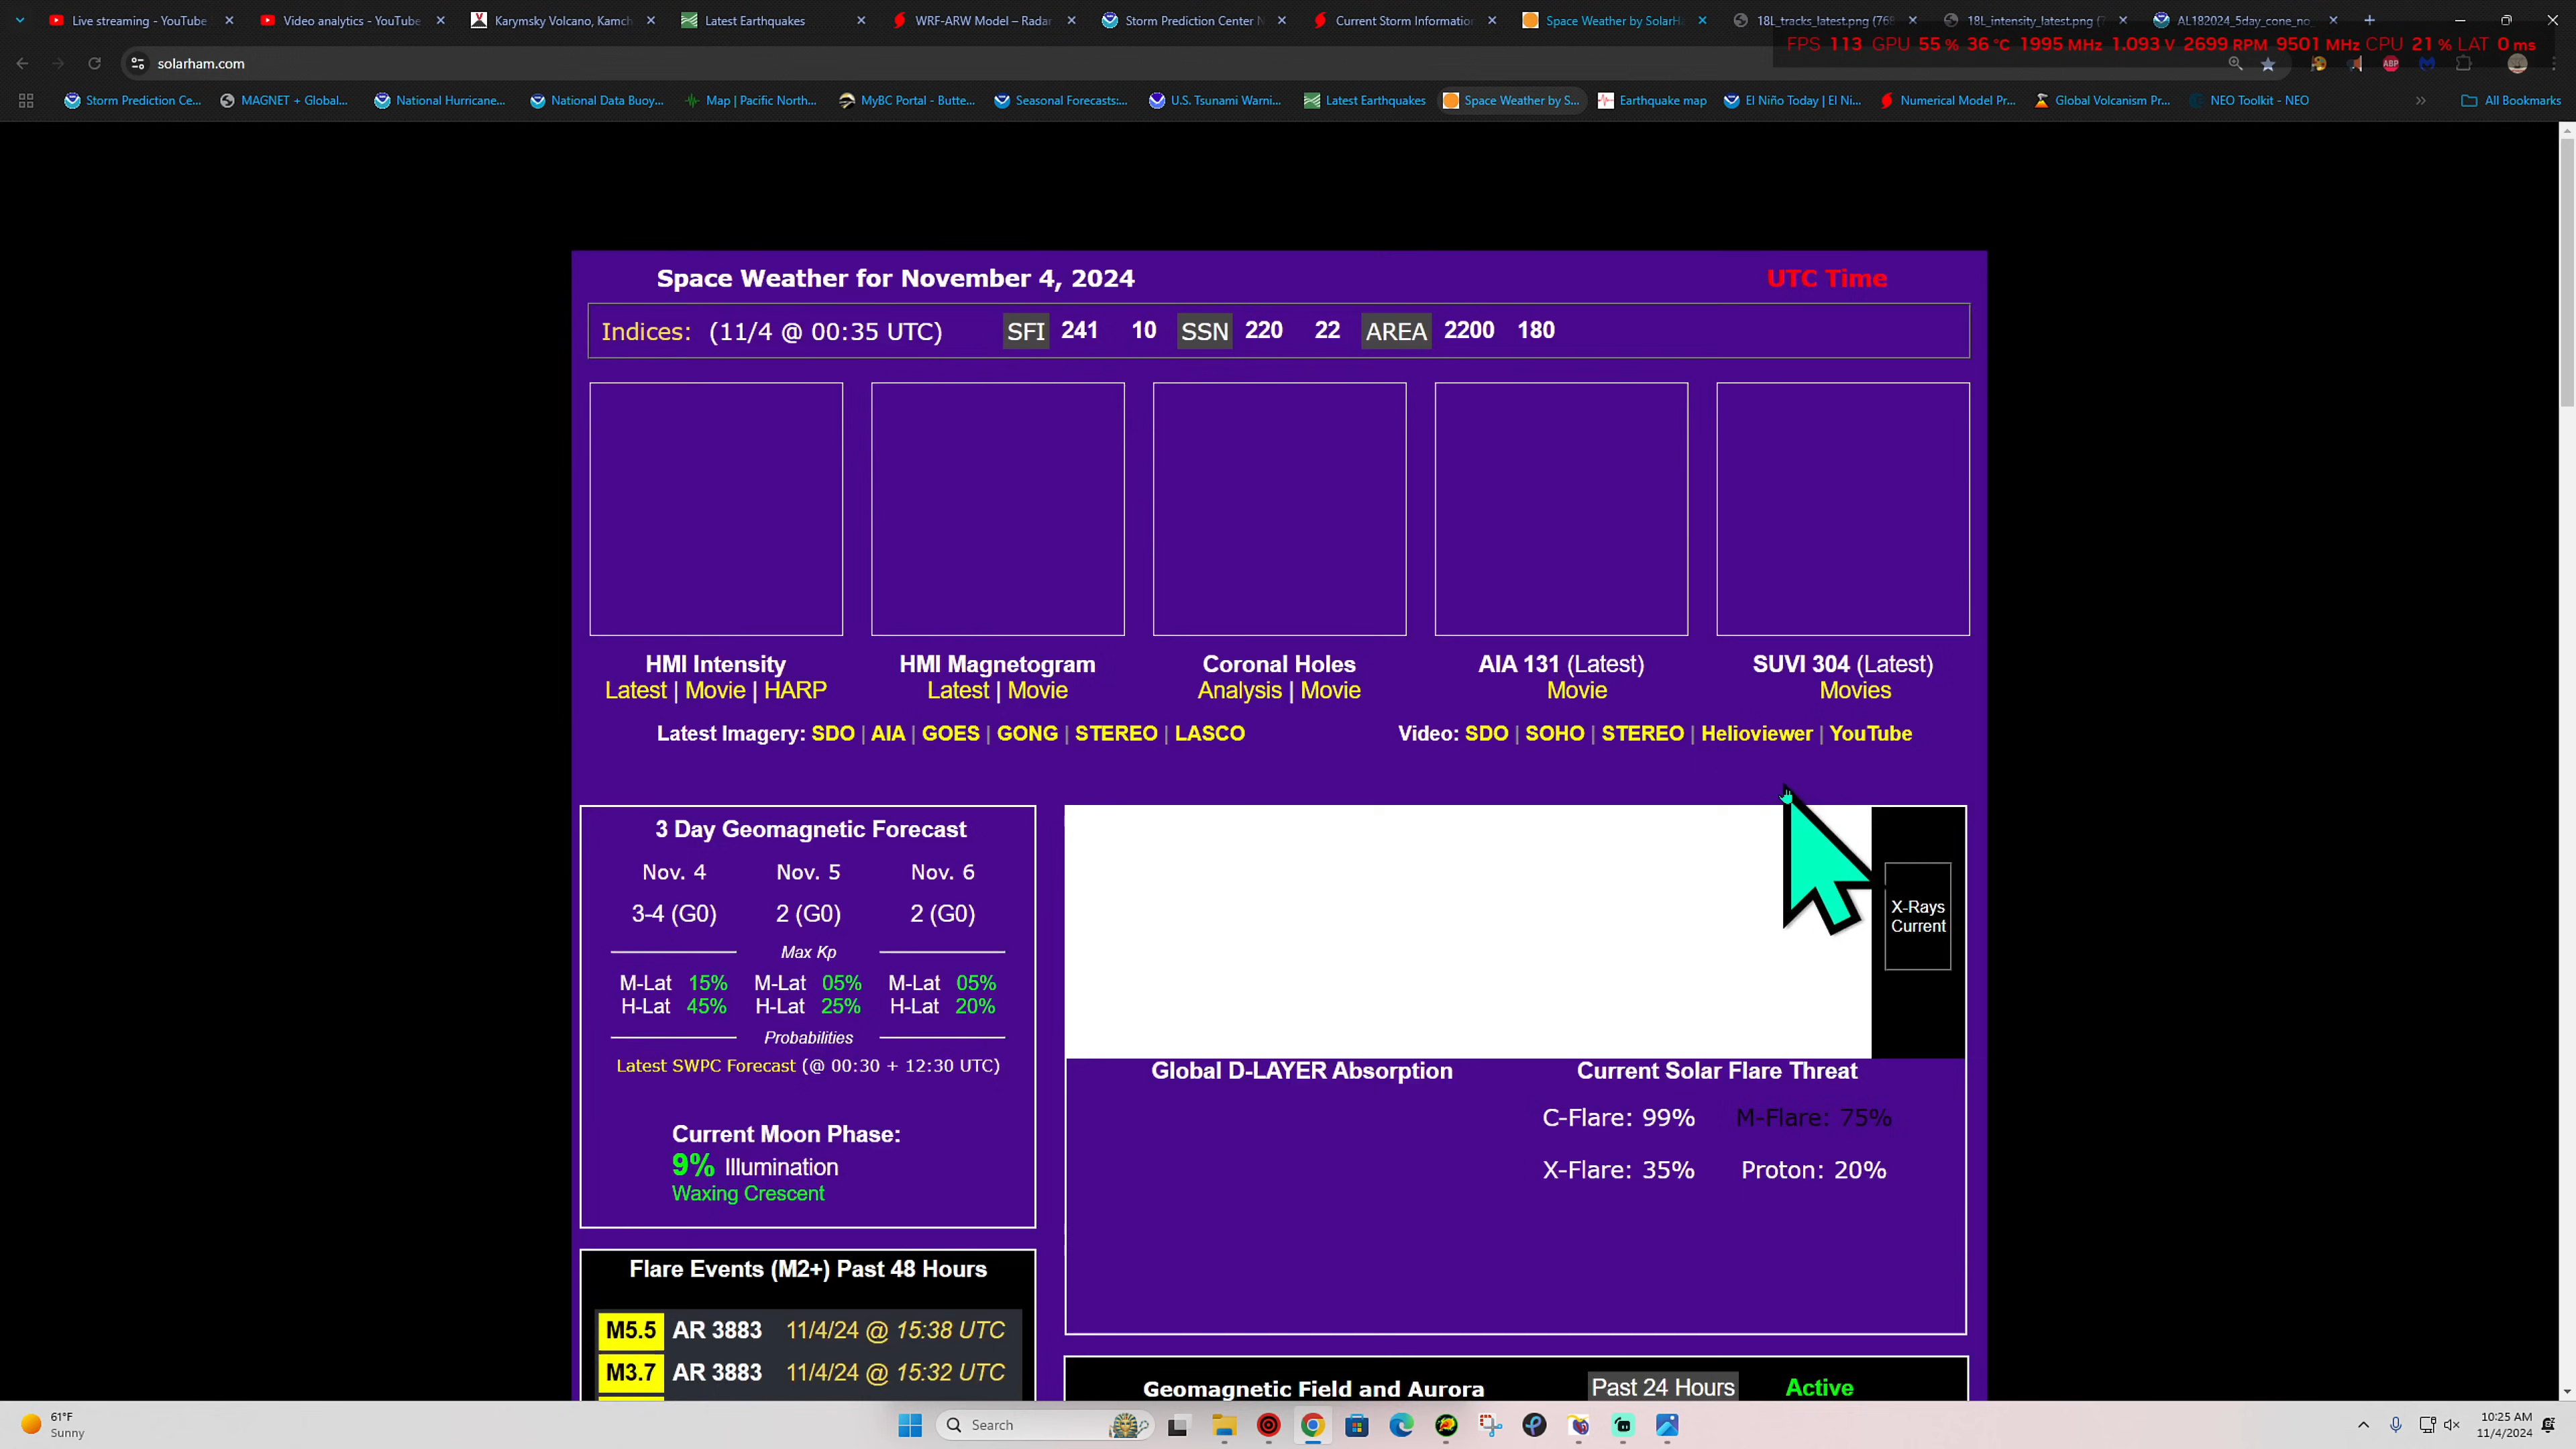 Live streaming - YouTube
Video analytics - YouTube
Karymsky Volcano, Kamch
Latest Earthquakes
WRF-ARW Model – Radar
Storm Prediction Center N
Current Storm Information
Space Weather by SolarHa
18L_tracks_latest.png (768
18L_intensity_latest.png (7
AL182024_5day_cone_no_
FPS 113 GPU 55 % 36 °C 1995 MHz 1.093 V 2699 RPM 9501 MHz CPU 21 % LAT 0 ms
solarham.com
ABP
Storm Prediction Ce...
MAGNET + Global...
National Hurricane...
National Data Buoy...
Map | Pacific North...
MyBC Portal - Butte...
Seasonal Forecasts:...
U.S. Tsunami Warni...
Latest Earthquakes
Space Weather by S...
Earthquake map
El Niño Today | El Ni...
Numerical Model Pr...
Global Volcanism Pr...
NEO Toolkit - NEO
All Bookmarks
Space Weather for November 4, 2024
UTC Time
Indices: (11/4 @ 00:35 UTC) SFI 241 10 SSN 220 22 AREA 2200 180
HMI Intensity
Latest | Movie | HARP
HMI Magnetogram
Latest | Movie
Coronal Holes
Analysis | Movie
AIA 131 (Latest)
Movie
SUVI 304 (Latest)
Movies
Latest Imagery: SDO | AIA | GOES | GONG | STEREO | LASCO
Video: SDO | SOHO | STEREO | Helioviewer | YouTube
3 Day Geomagnetic Forecast
Nov. 4 Nov. 5 Nov. 6
3-4 (G0) 2 (G0) 2 (G0)
Max Kp
M-Lat 15% M-Lat 05% M-Lat 05%
H-Lat 45% H-Lat 25% H-Lat 20%
Probabilities
Latest SWPC Forecast (@ 00:30 + 12:30 UTC)
Current Moon Phase:
9% Illumination
Waxing Crescent
X-Rays
Current
Global D-LAYER Absorption
Current Solar Flare Threat
C-Flare: 99% M-Flare: 75%
X-Flare: 35% Proton: 20%
Flare Events (M2+) Past 48 Hours
M5.5 AR 3883 11/4/24 @ 15:38 UTC
M3.7 AR 3883 11/4/24 @ 15:32 UTC
Geomagnetic Field and Aurora
Past 24 Hours
Active
61°F
Sunny
Search
10:25 AM
11/4/2024